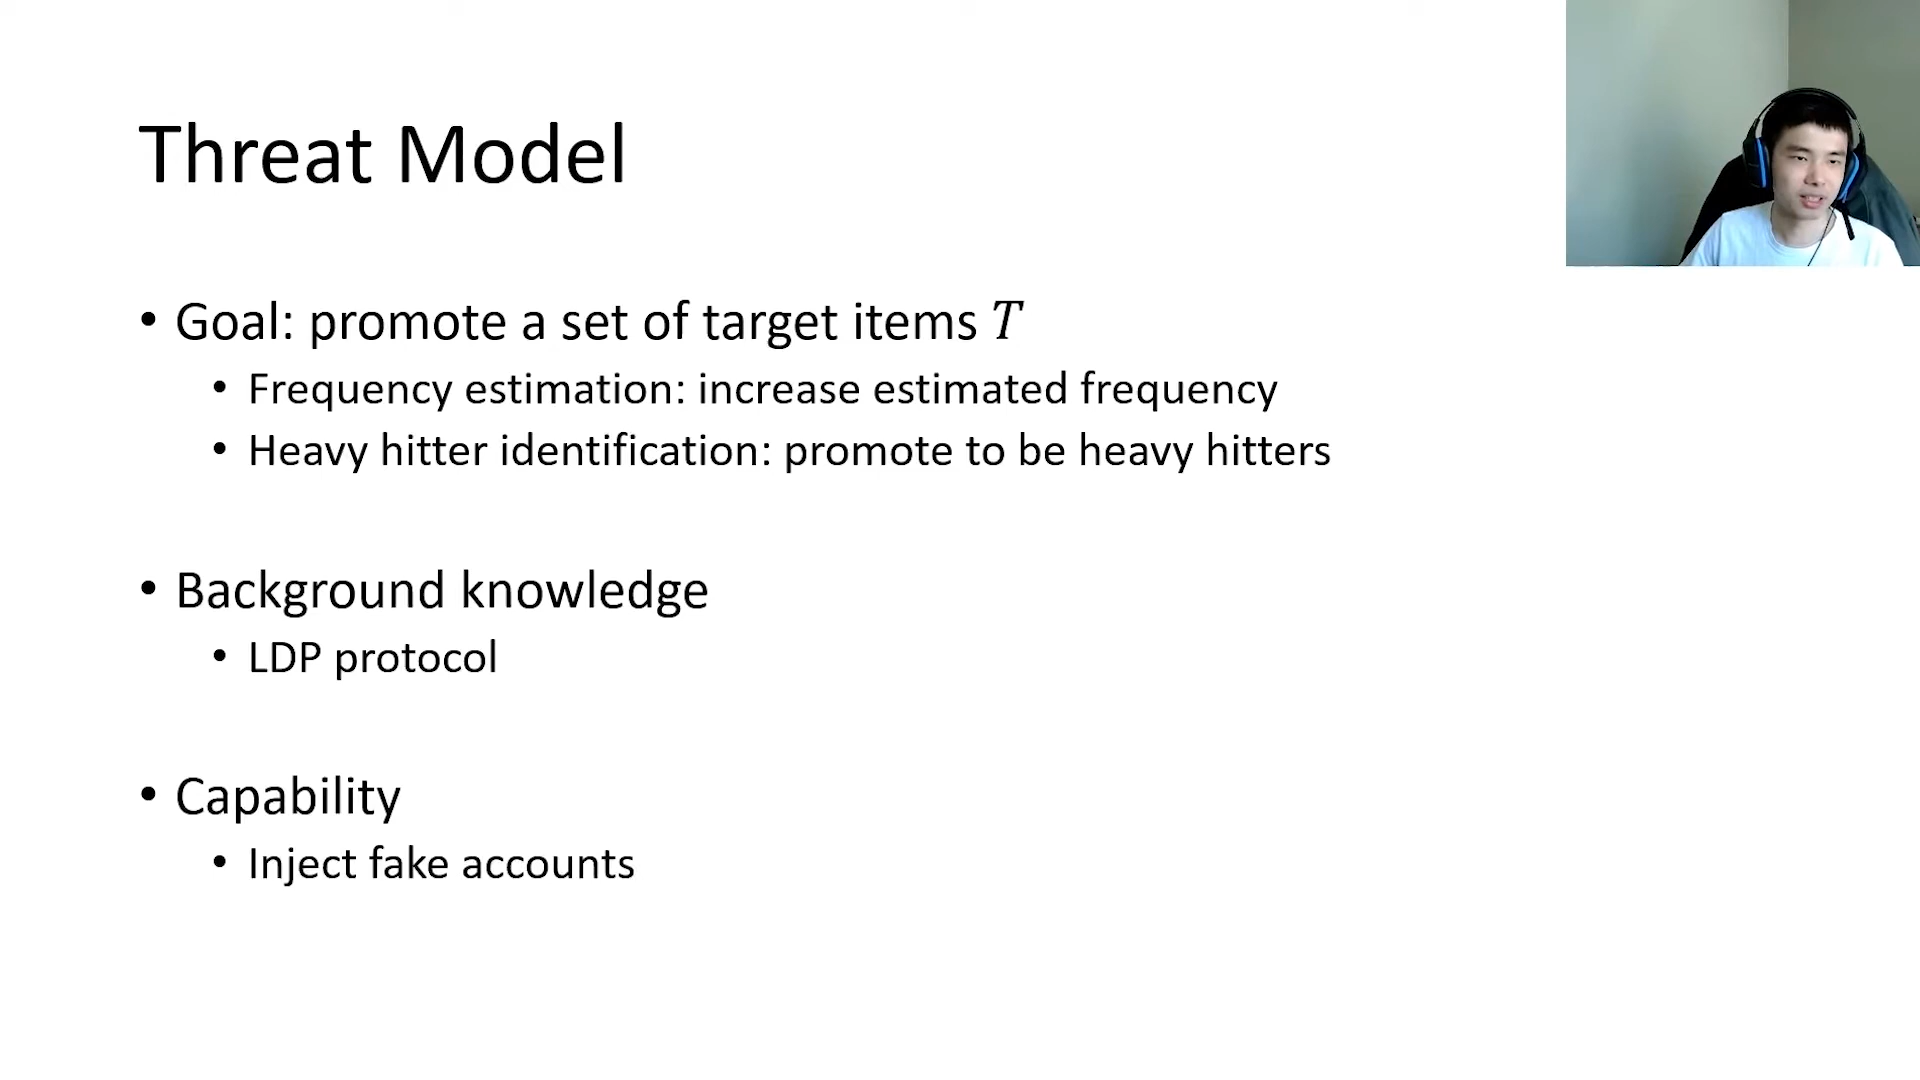 Threat Model
• Goal: promote a set of target items T
• Frequency estimation: increase estimated frequency
• Heavy hitter identification: promote to be heavy hitters
• Background knowledge
• LDP protocol
• Capability
• Inject fake accounts